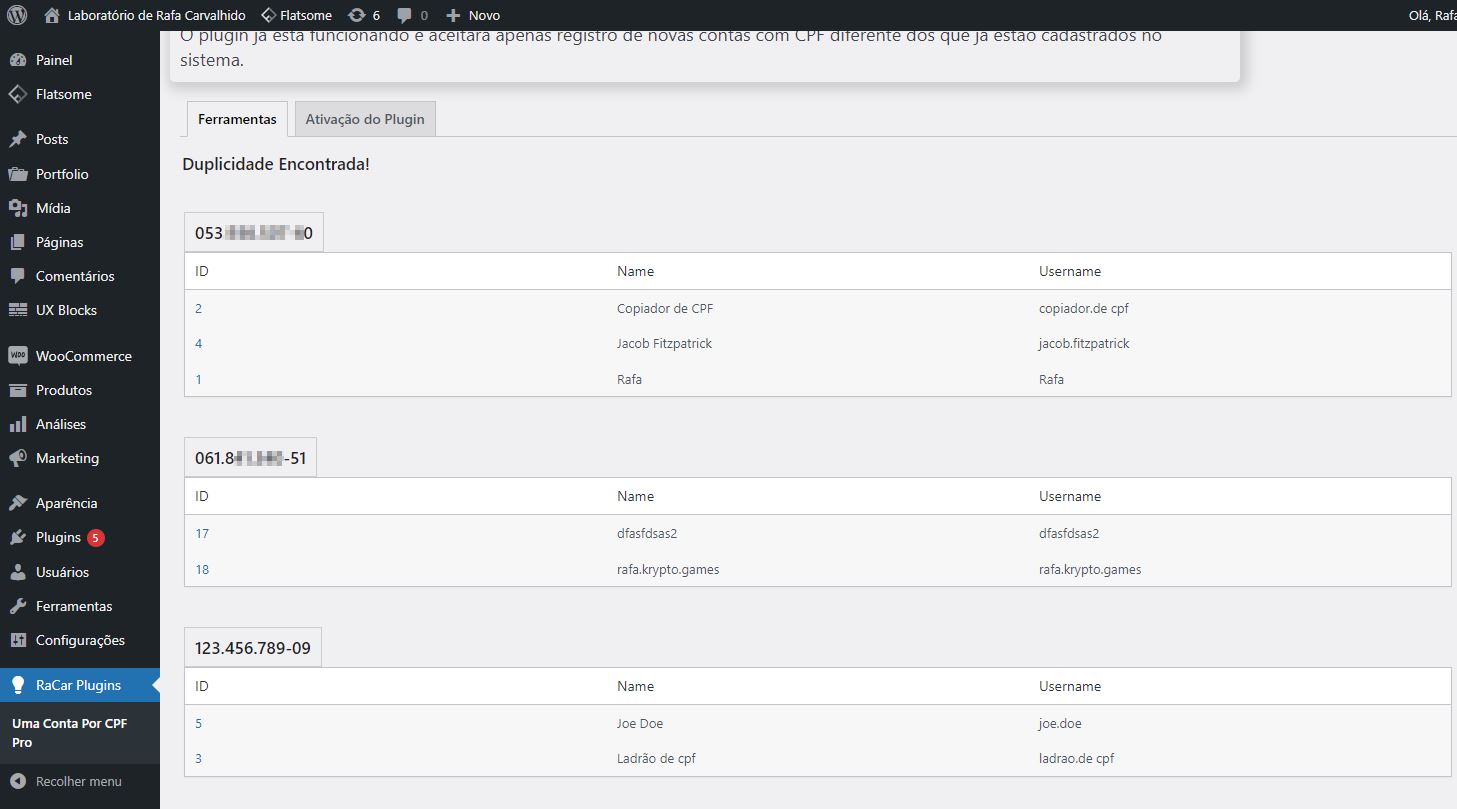 Laboratório de Rafa Carvalhido Flatsome 6 0 Novo Olá, Rafa
Painel
Flatsome
Posts
Portfolio
Mídia
Páginas
Comentários
UX Blocks
WooCommerce
Produtos
Análises
Marketing
Aparência
Plugins 5
Usuários
Ferramentas
Configurações
RaCar Plugins
Uma Conta Por CPF
Pro
Recolher menu
O plugin já está funcionando e aceitará apenas registro de novas contas com CPF diferente dos que já estão cadastrados no
sistema.
Ferramentas Ativação do Plugin
Duplicidade Encontrada!
053 0
ID Name Username
2 Copiador de CPF copiador.de cpf
4 Jacob Fitzpatrick jacob.fitzpatrick
1 Rafa Rafa
061.8 -51
ID Name Username
17 dfasfdsas2 dfasfdsas2
18 rafa.krypto.games rafa.krypto.games
123.456.789-09
ID Name Username
5 Joe Doe joe.doe
3 Ladrão de cpf ladrao.de cpf